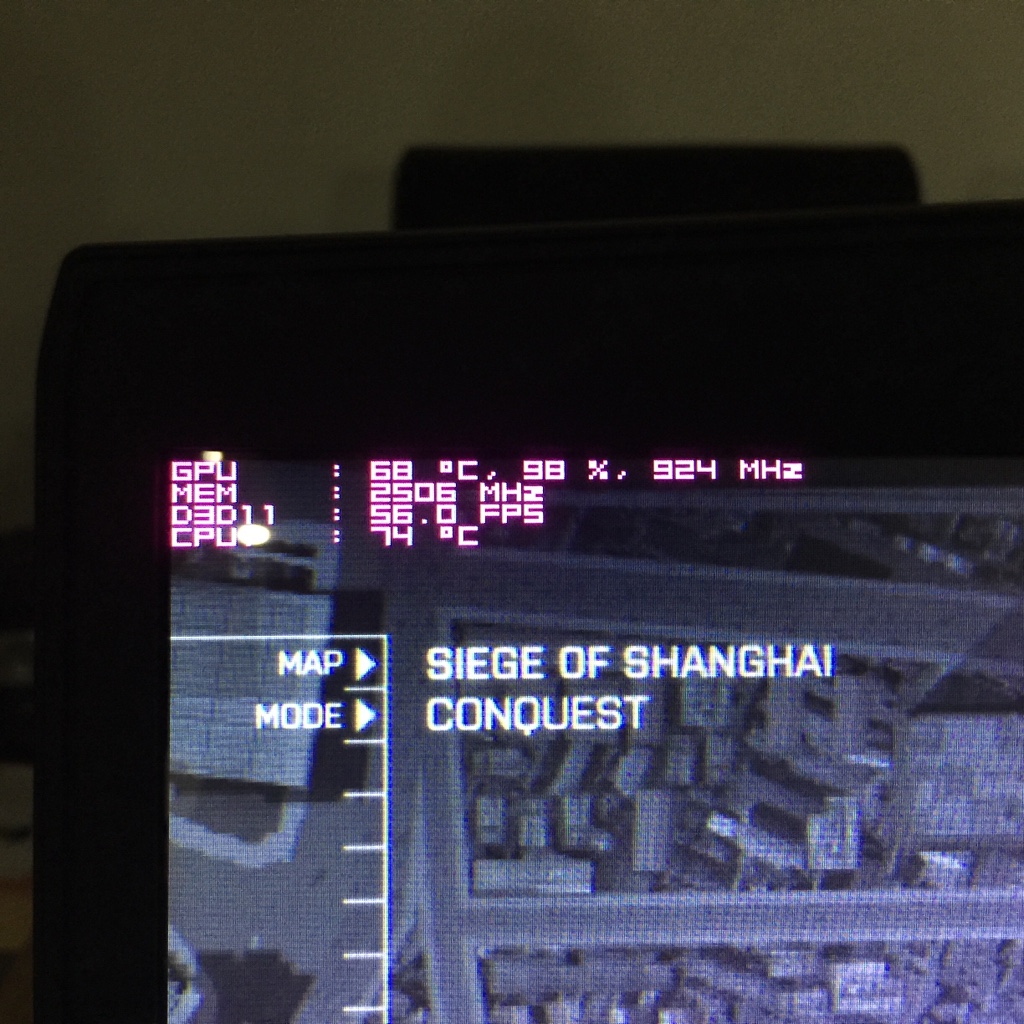 GPU : 68 °C, 98 %, 924 MHz
MEM : 2506 MHz
D3D11 : 56.0 FPS
CPU : 74 °C
MAP SIEGE OF SHANGHAI
MODE CONQUEST